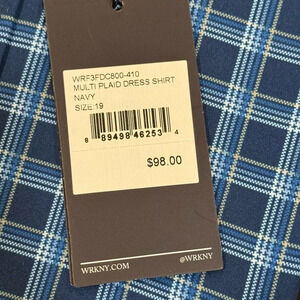 WRF3FDC800-410
MULTI PLAID DRESS SHIRT
NAVY
SIZE:19
8 89498 46253 4
$98.00
WRKNY.COM @WRKNY